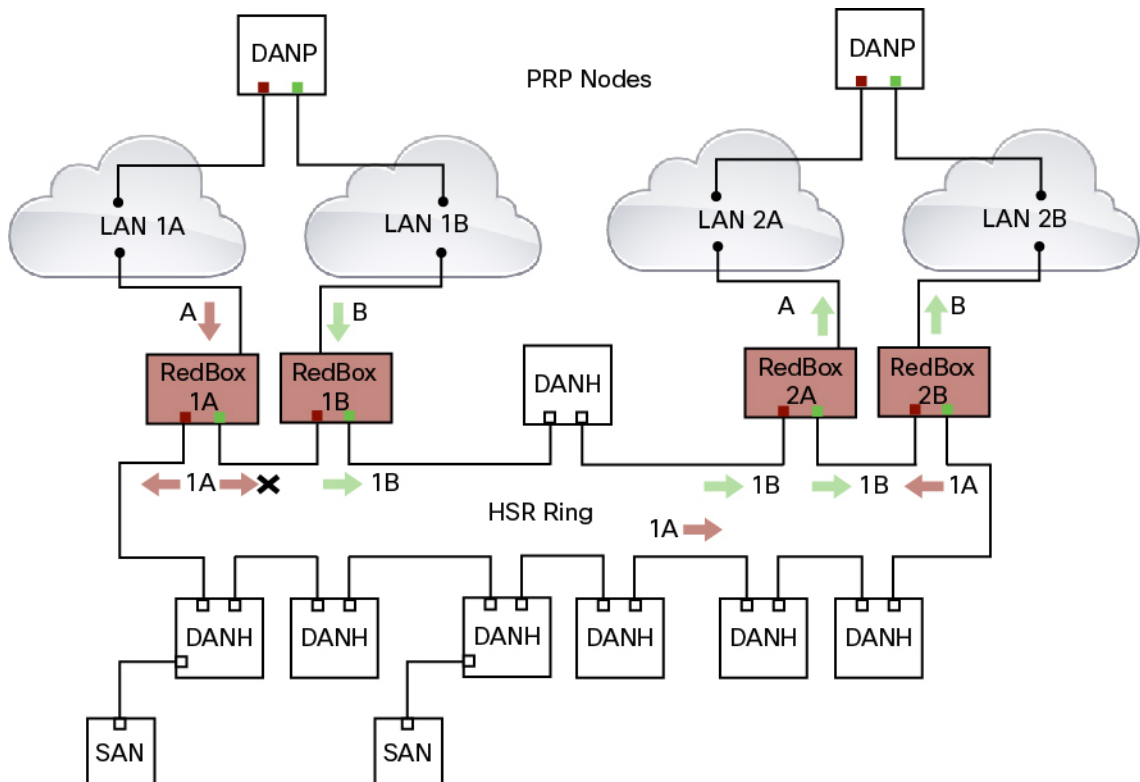 DANP
DANP
PRP Nodes
LAN 1A
LAN 1B
LAN 2A
LAN 2B
A
B
A
B
RedBox
1A
RedBox
1B
DANH
RedBox
2A
RedBox
2B
1A
1B
1B
1B
1A
HSR Ring
1A
DANH
DANH
DANH
DANH
DANH
DANH
SAN
SAN